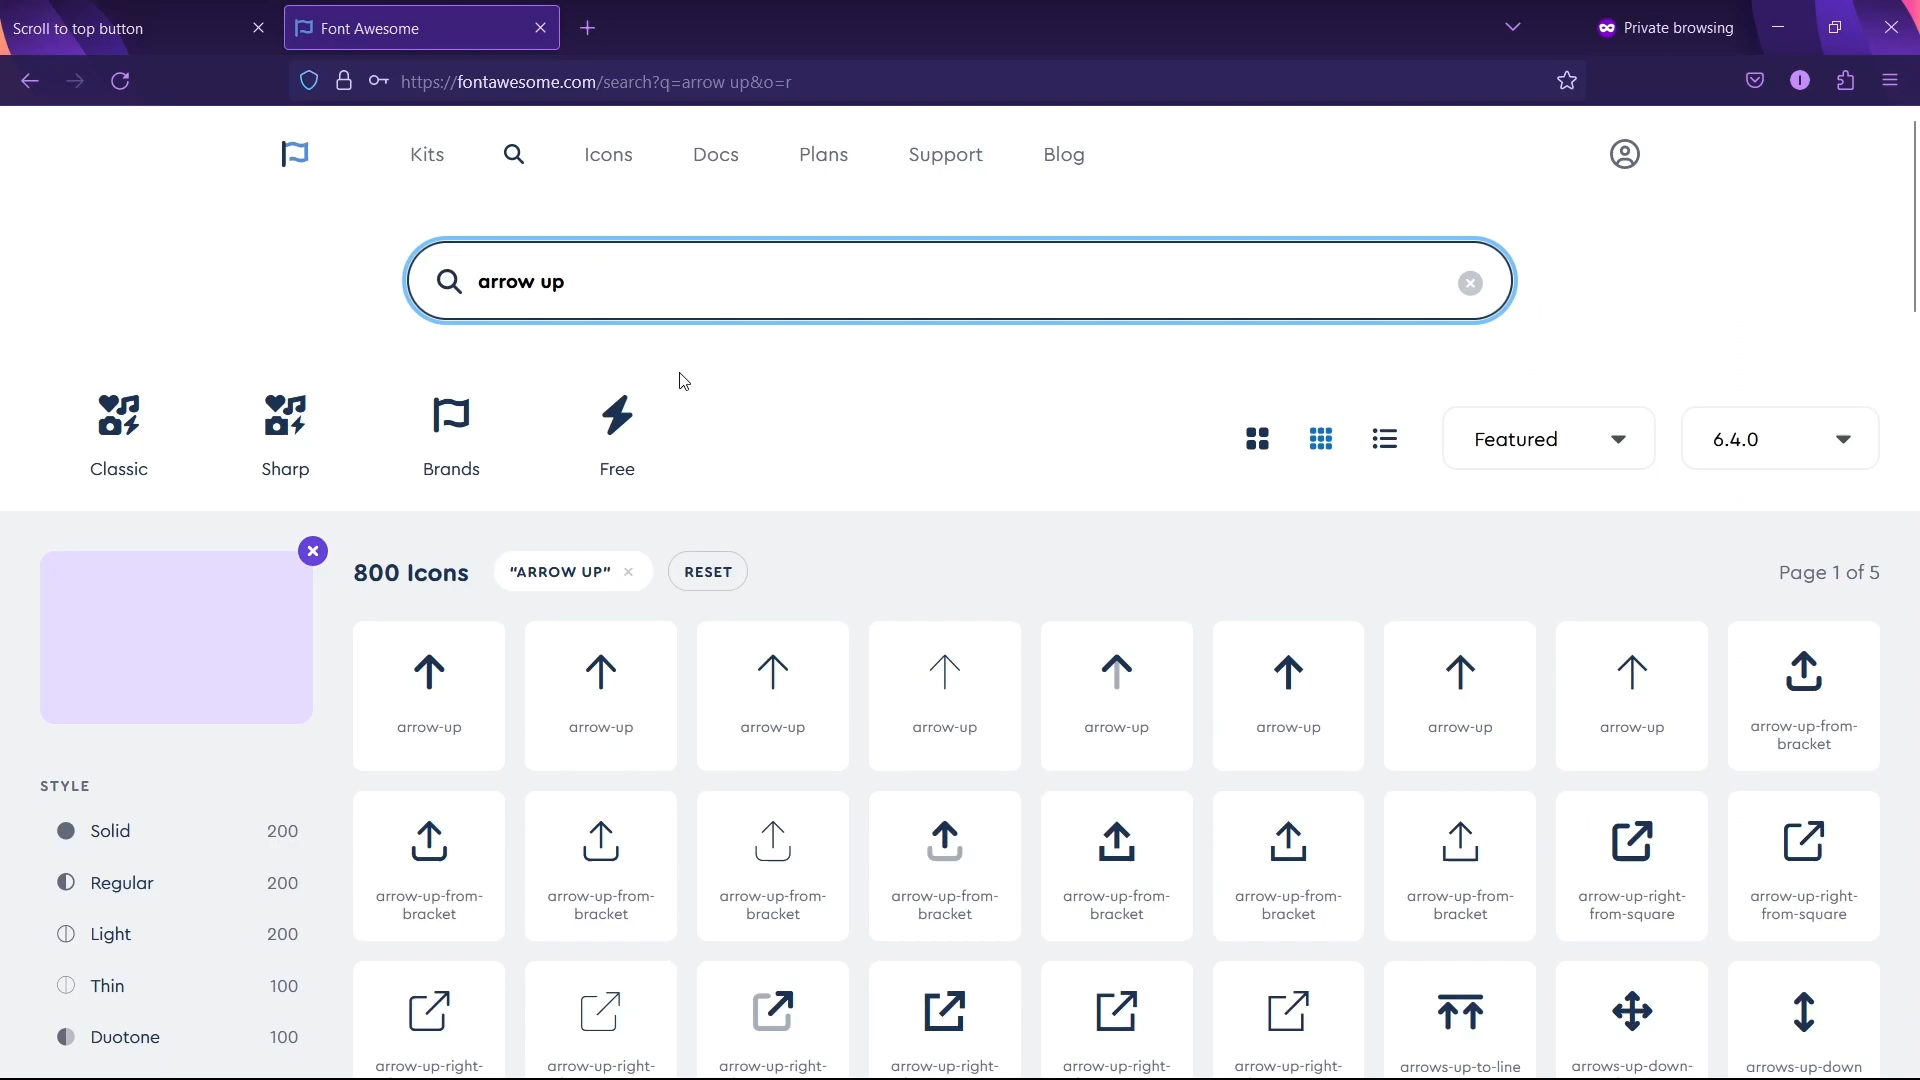 Scroll to top button
Font Awesome
Private browsing
https://fontawesome.com/search?q=arrow up&o=r
Kits
Icons
Docs
Plans
Support
Blog
arrow up
Classic
Sharp
Brands
Free
Featured
6.4.0
800 Icons
"ARROW UP"
RESET
Page 1 of 5
arrow-up
arrow-up
arrow-up
arrow-up
arrow-up
arrow-up
arrow-up
arrow-up
arrow-up-from-
bracket
STYLE
Solid 200
Regular 200
Light 200
Thin 100
Duotone 100
arrow-up-from-
bracket
arrow-up-from-
bracket
arrow-up-from-
bracket
arrow-up-from-
bracket
arrow-up-from-
bracket
arrow-up-from-
bracket
arrow-up-from-
bracket
arrow-up-right-
from-square
arrow-up-right-
from-square
arrow-up-right-
arrow-up-right-
arrow-up-right-
arrow-up-right-
arrow-up-right-
arrow-up-right-
arrows-up-to-line
arrows-up-down-
arrows-up-down